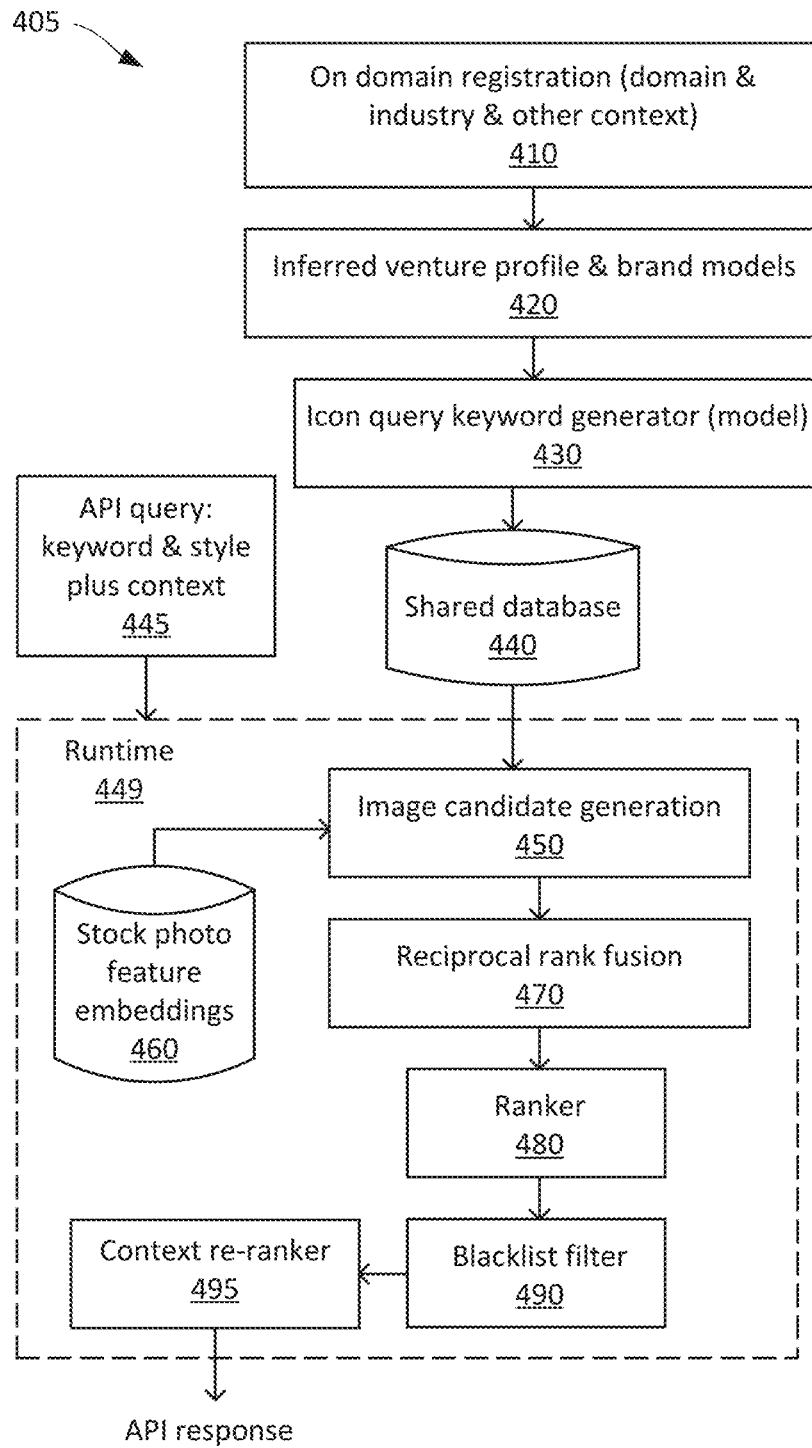 405
On domain registration (domain &
industry & other context)
410
Inferred venture profile & brand models
420
Icon query keyword generator (model)
430
API query:
keyword & style
plus context
445
Shared database
440
Runtime
449
Image candidate generation
450
Stock photo
feature
embeddings
460
Reciprocal rank fusion
470
Ranker
480
Blacklist filter
490
Context re-ranker
495
API response